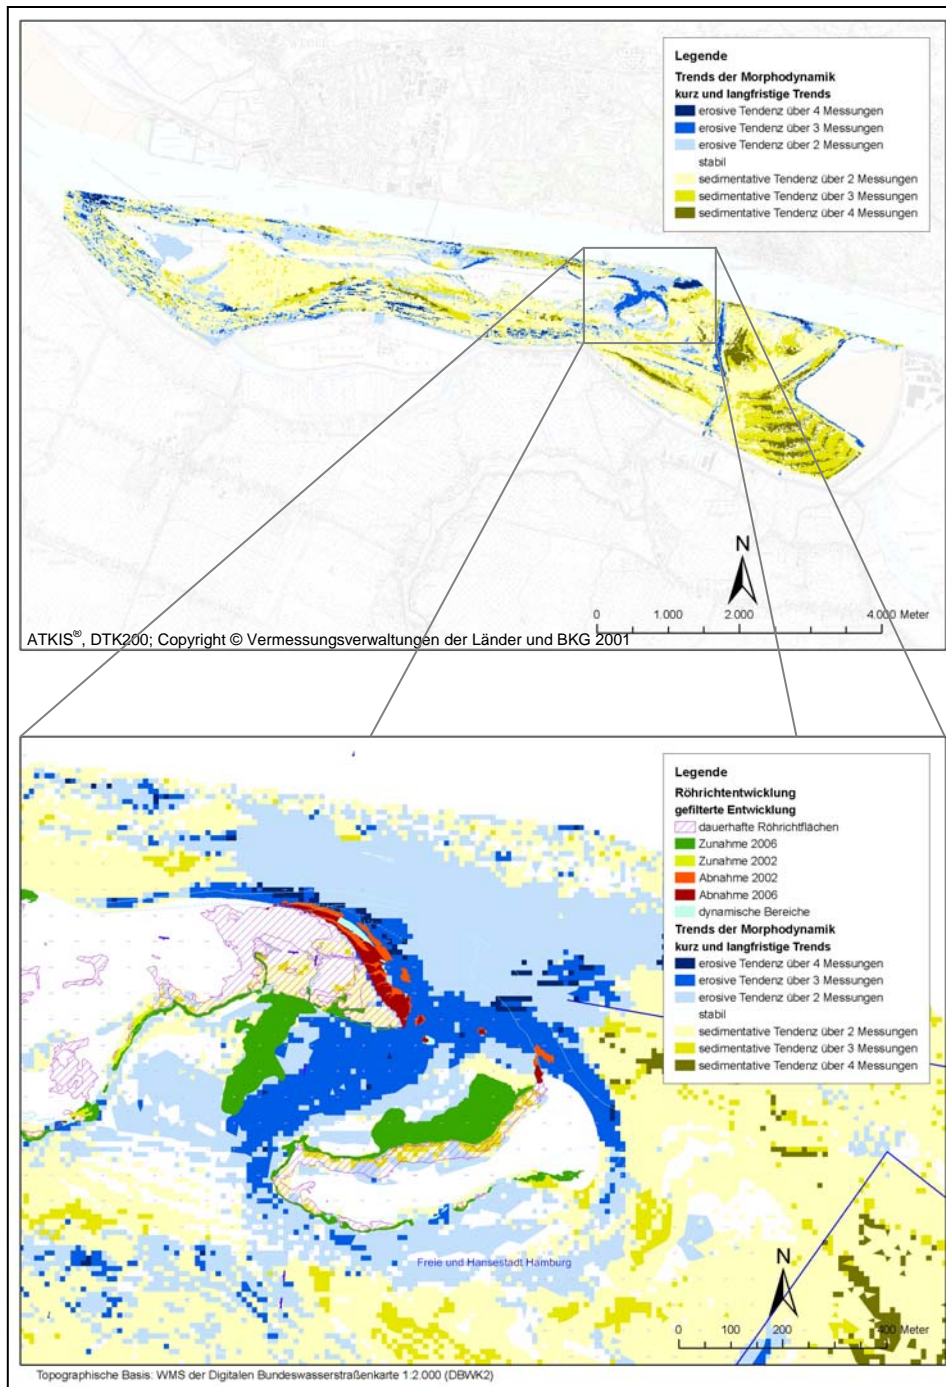 Legende
Trends der Morphodynamik
kurz und langfristige Trends
erosive Tendenz über 4 Messungen
erosive Tendenz über 3 Messungen
erosive Tendenz über 2 Messungen
stabil
sedimentative Tendenz über 2 Messungen
sedimentative Tendenz über 3 Messungen
sedimentative Tendenz über 4 Messungen
N
0 1.000 2.000 4.000 Meter
ATKIS®, DTK200; Copyright © Vermessungsverwaltungen der Länder und BKG 2001
Legende
Röhrichtentwicklung
gefilterte Entwicklung
dauerhafte Röhrichtflächen
Zunahme 2006
Zunahme 2002
Abnahme 2002
Abnahme 2006
dynamische Bereiche
Trends der Morphodynamik
kurz und langfristige Trends
erosive Tendenz über 4 Messungen
erosive Tendenz über 3 Messungen
erosive Tendenz über 2 Messungen
stabil
sedimentative Tendenz über 2 Messungen
sedimentative Tendenz über 3 Messungen
sedimentative Tendenz über 4 Messungen
Freie und Hansestadt Hamburg
N
0 100 200 400 Meter
Topographische Basis: WMS der Digitalen Bundeswasserstraßenkarte 1:2.000 (DBWK2)